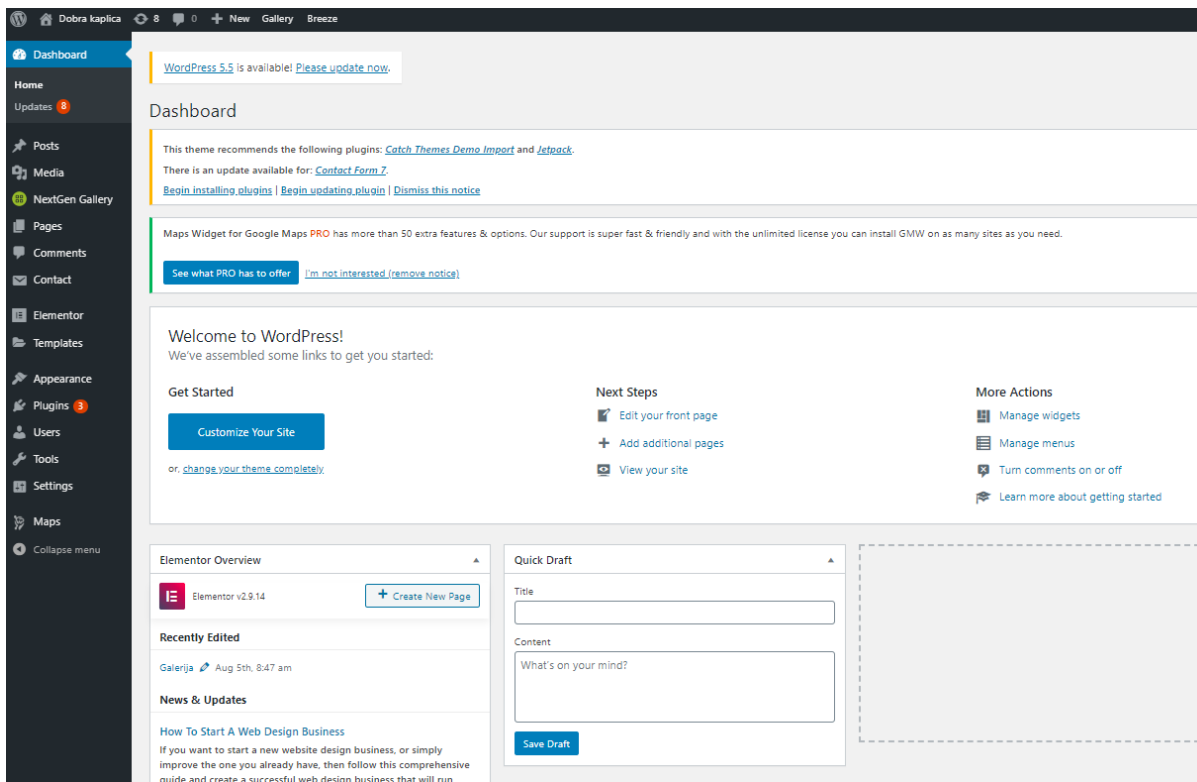 Dobra kaplica 8 0 New Gallery Breeze
Dashboard
Home
Updates 8
Posts
Media
NextGen Gallery
Pages
Comments
Contact
Elementor
Templates
Appearance
Plugins 3
Users
Tools
Settings
Maps
Collapse menu
WordPress 5.5 is available! Please update now.
Dashboard
This theme recommends the following plugins: Catch Themes Demo Import and Jetpack.
There is an update available for: Contact Form 7.
Begin installing plugins | Begin updating plugin | Dismiss this notice
Maps Widget for Google Maps PRO has more than 50 extra features & options. Our support is super fast & friendly and with the unlimited license you can install GMW on as many sites as you need.
See what PRO has to offer I'm not interested (remove notice)
Welcome to WordPress!
We've assembled some links to get you started:
Get Started
Customize Your Site
or, change your theme completely
Next Steps
Edit your front page
Add additional pages
View your site
More Actions
Manage widgets
Manage menus
Turn comments on or off
Learn more about getting started
Elementor Overview
Elementor v2.9.14 Create New Page
Recently Edited
Galerija Aug 5th, 8:47 am
News & Updates
How To Start A Web Design Business
If you want to start a new website design business, or simply
improve the one you already have, then follow this comprehensive
guide and create a successful web design business that will run
Quick Draft
Title
Content
What's on your mind?
Save Draft